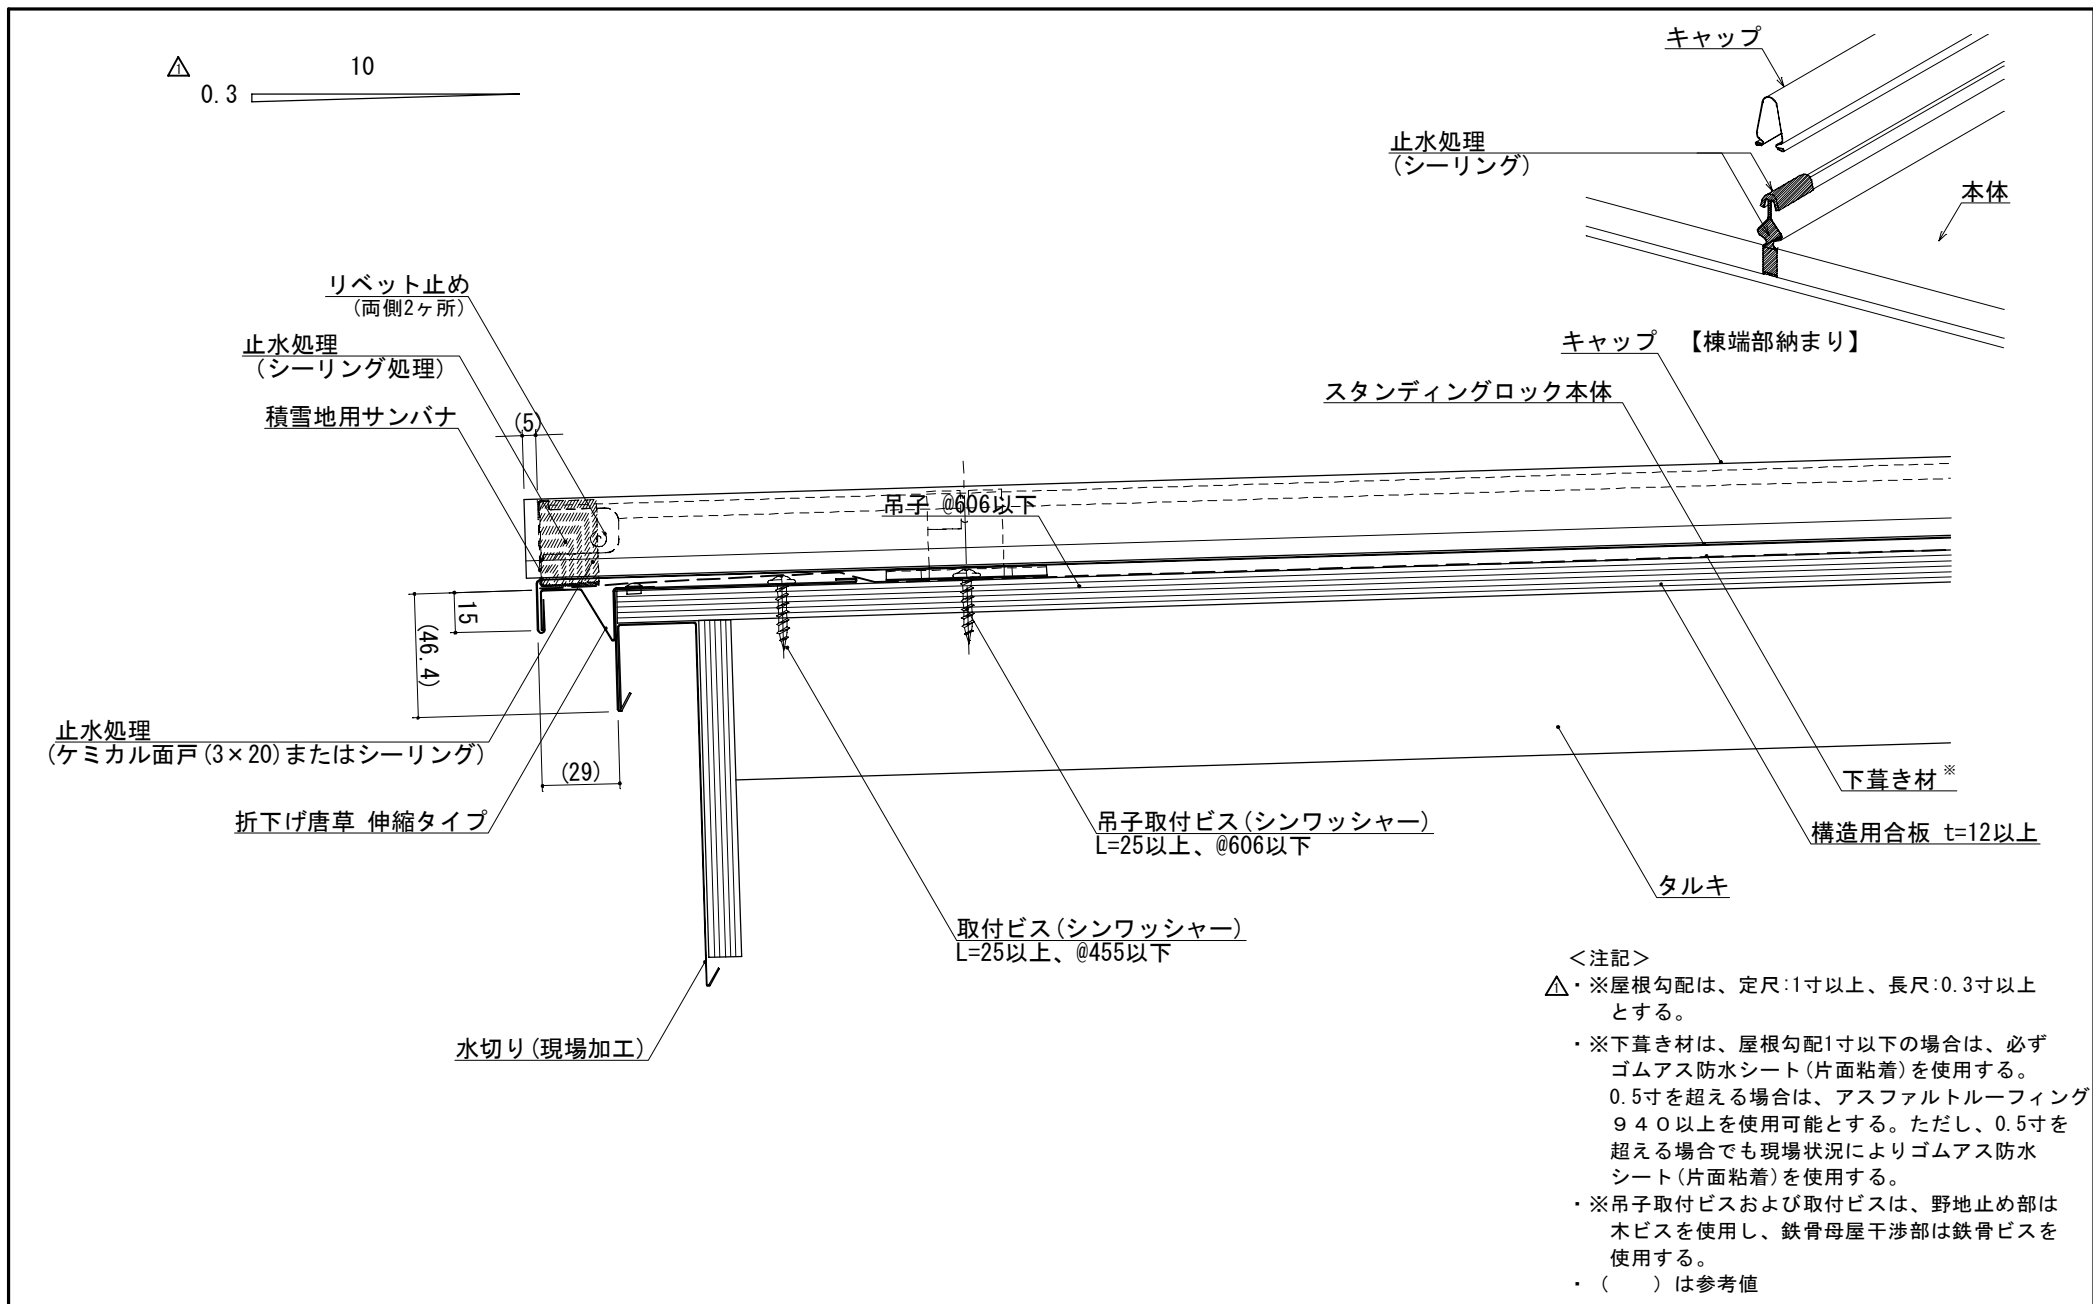 1
10
0.3
キャップ
止水処理
(シーリング)
本体
【棟端部納まり】
リベット止め
(両側2ヶ所)
止水処理
(シーリング処理)
積雪地用サンバナ
(5)
キャップ
スタンディングロック本体
吊子 @606以下
15
(46.4)
(29)
止水処理
(ケミカル面戸(3×20)またはシーリング)
折下げ唐草 伸縮タイプ
吊子取付ビス(シンワッシャー)
L=25以上、@606以下
取付ビス(シンワッシャー)
L=25以上、@455以下
水切り(現場加工)
下葺き材※
構造用合板 t=12以上
タルキ
<注記>
1
・※屋根勾配は、定尺:1寸以上、長尺:0.3寸以上
とする。
・※下葺き材は、屋根勾配1寸以下の場合は、必ず
ゴムアス防水シート(片面粘着)を使用する。
0.5寸を超える場合は、アスファルトルーフィング
940以上を使用可能とする。ただし、0.5寸を
超える場合でも現場状況によりゴムアス防水
シート(片面粘着)を使用する。
・※吊子取付ビスおよび取付ビスは、野地止め部は
木ビスを使用し、鉄骨母屋干渉部は鉄骨ビスを
使用する。
・(　　)は参考値